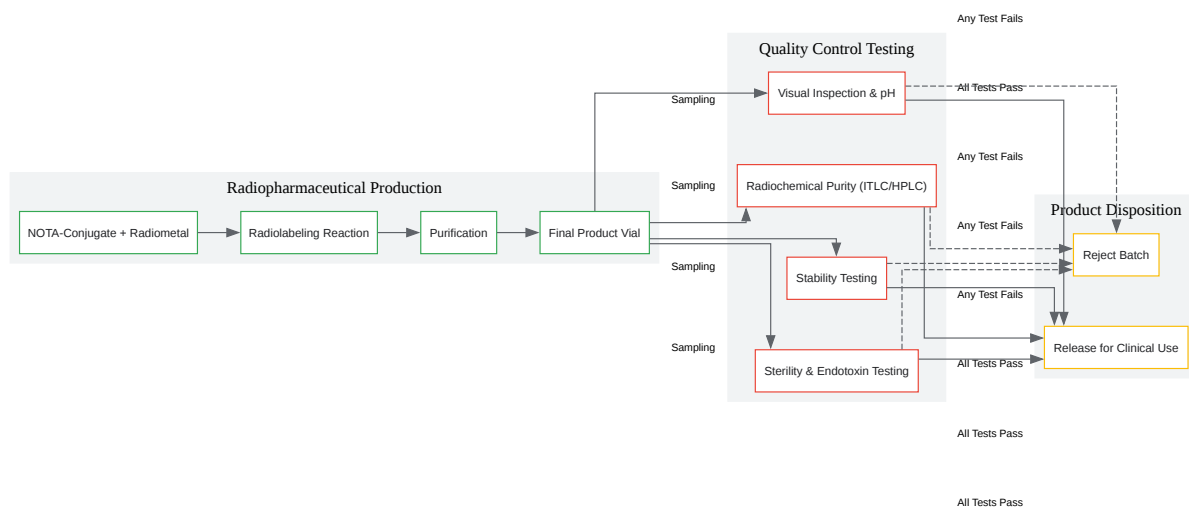 Any Test Fails
Quality Control Testing
Visual Inspection & pH
All Tests Pass
Sampling
Any Test Fails
Radiopharmaceutical Production
Radiochemical Purity (ITLC/HPLC)
Sampling
Product Disposition
NOTA-Conjugate + Radiometal
Radiolabeling Reaction
Purification
Final Product Vial
Any Test Fails
Reject Batch
Sampling
Stability Testing
Any Test Fails
Sampling
Release for Clinical Use
Sterility & Endotoxin Testing
All Tests Pass
All Tests Pass
All Tests Pass